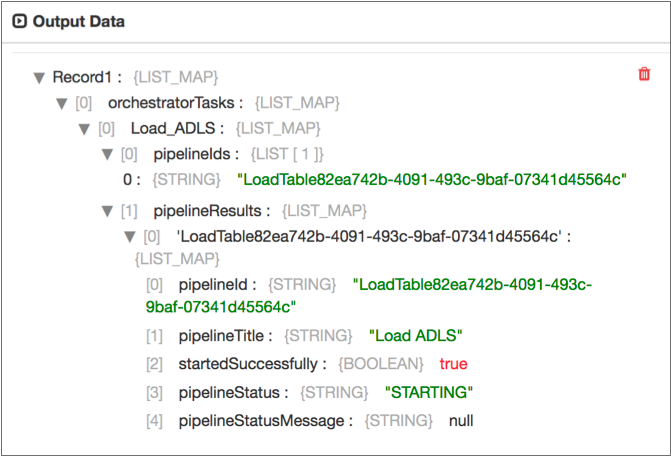 Output Data
Record1 : {LIST_MAP}
[0] orchestratorTasks : {LIST_MAP}
[0] Load_ADLS : {LIST_MAP}
[0] pipelineIds : {LIST [ 1 ]}
0 : {STRING} "LoadTable82ea742b-4091-493c-9baf-07341d45564c"
[1] pipelineResults : {LIST_MAP}
[0] 'LoadTable82ea742b-4091-493c-9baf-07341d45564c' :
{LIST_MAP}
[0] pipelineId : {STRING} "LoadTable82ea742b-4091-493c-
9baf-07341d45564c"
[1] pipelineTitle : {STRING} "Load ADLS"
[2] startedSuccessfully : {BOOLEAN} true
[3] pipelineStatus : {STRING} "STARTING"
[4] pipelineStatusMessage : {STRING} null